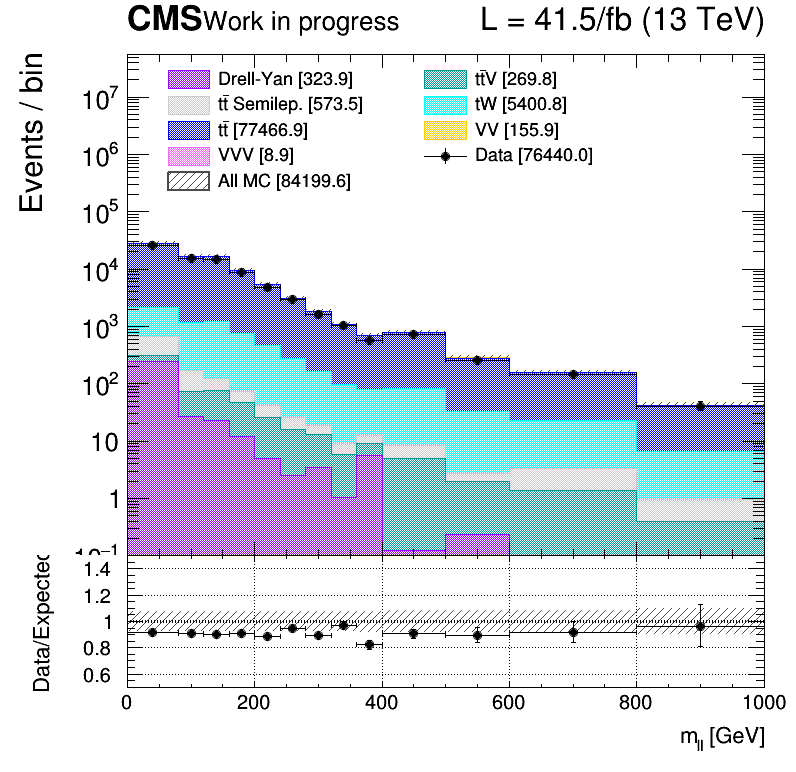 CMS Work in progress L = 41.5/fb (13 TeV)
Events / bin
Drell-Yan [323.9] tt̄V [269.8]
tt̄ Semilep. [573.5] tW [5400.8]
tt̄ [77466.9] VV [155.9]
VVV [8.9] Data [76440.0]
All MC [84199.6]
10⁷
10⁶
10⁵
10⁴
10³
10²
10
1
10⁻¹
Data/Expected
1.4
1.2
1
0.8
0.6
0 200 400 600 800 1000
m_ll [GeV]